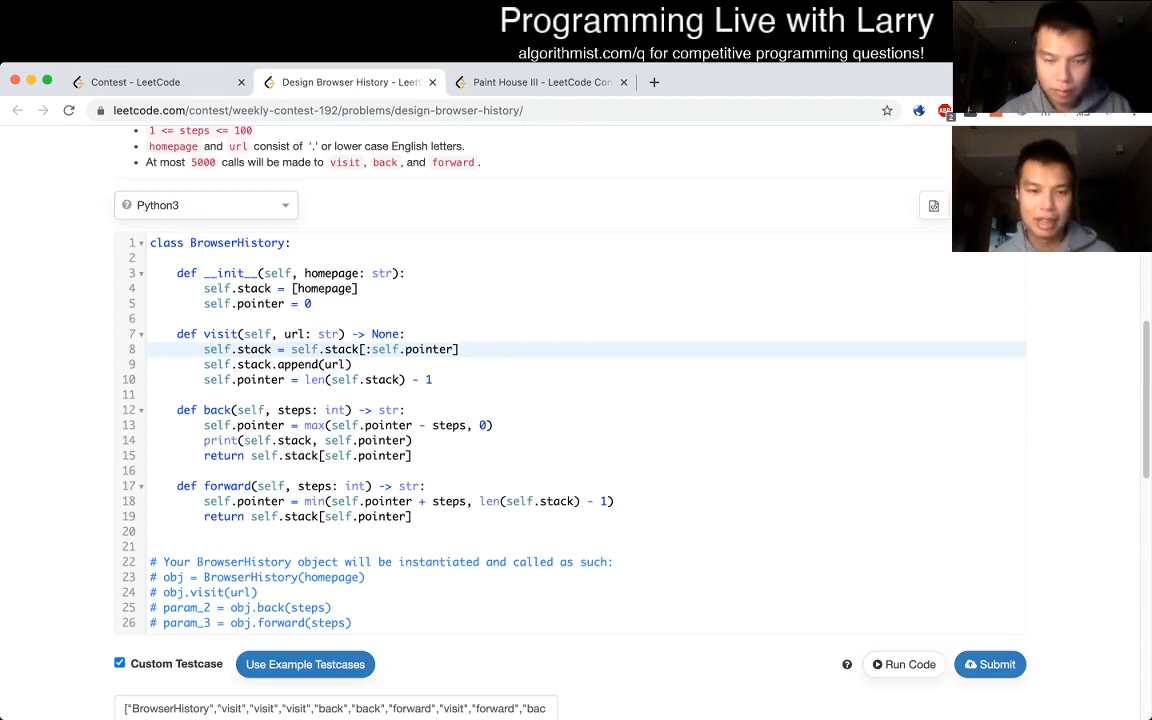 Programming Live with Larry
algorithmist.com/q for competitive programming questions!
Contest - LeetCode
Design Browser History - Leet
Paint House III - LeetCode Con
leetcode.com/contest/weekly-contest-192/problems/design-browser-history/
1 <= steps <= 100
homepage and url consist of '.' or lower case English letters.
At most 5000 calls will be made to visit, back, and forward.
Python3
1 class BrowserHistory:
2
3 def __init__(self, homepage: str):
4 self.stack = [homepage]
5 self.pointer = 0
6
7 def visit(self, url: str) -> None:
8 self.stack = self.stack[:self.pointer]
9 self.stack.append(url)
10 self.pointer = len(self.stack) - 1
11
12 def back(self, steps: int) -> str:
13 self.pointer = max(self.pointer - steps, 0)
14 print(self.stack, self.pointer)
15 return self.stack[self.pointer]
16
17 def forward(self, steps: int) -> str:
18 self.pointer = min(self.pointer + steps, len(self.stack) - 1)
19 return self.stack[self.pointer]
20
21
22 # Your BrowserHistory object will be instantiated and called as such:
23 # obj = BrowserHistory(homepage)
24 # obj.visit(url)
25 # param_2 = obj.back(steps)
26 # param_3 = obj.forward(steps)
Custom Testcase
Use Example Testcases
Run Code
Submit
["BrowserHistory","visit","visit","visit","back","back","forward","visit","forward","bac